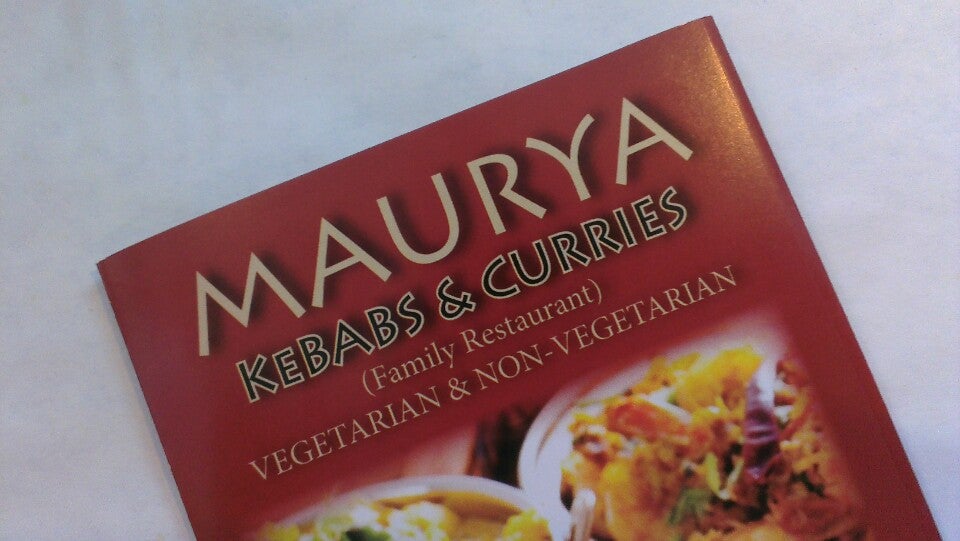 MAURYA
KEBABS & CURRIES
(Family Restaurant)
VEGETARIAN & NON-VEGETARIAN